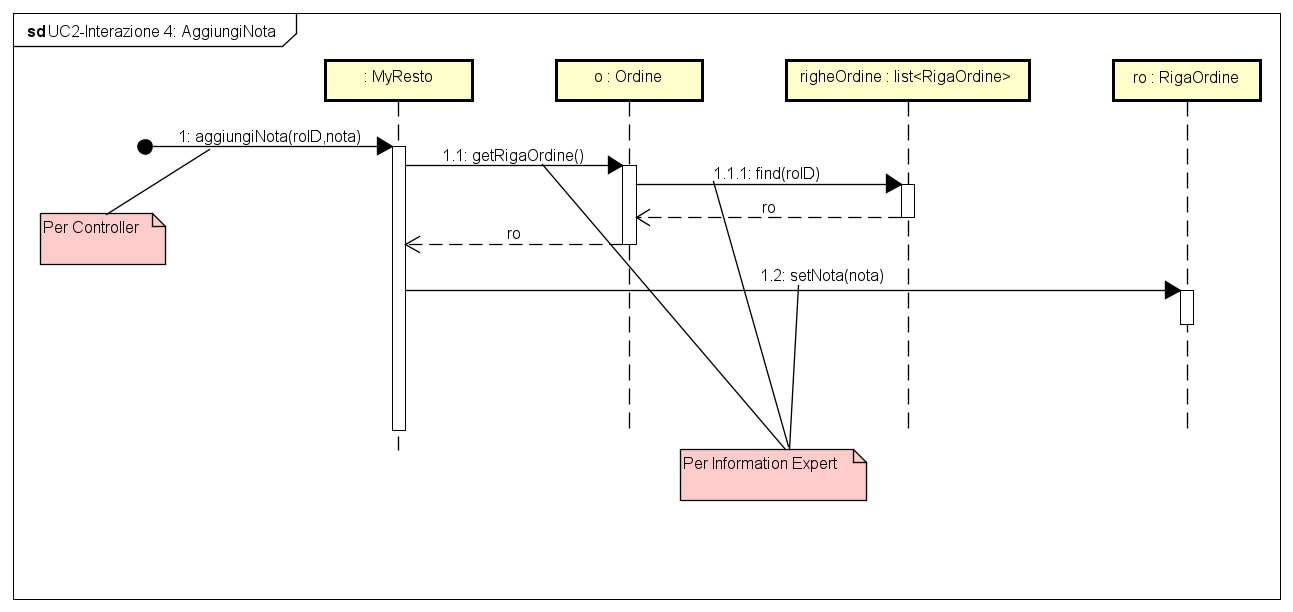 sd UC2-Interazione 4: AggiungiNota
: MyResto
o : Ordine
righeOrdine : list<RigaOrdine>
ro : RigaOrdine
1: aggiungiNota(roID,nota)
1.1: getRigaOrdine()
1.1.1: find(roID)
ro
Per Controller
ro
1.2: setNota(nota)
Per Information Expert